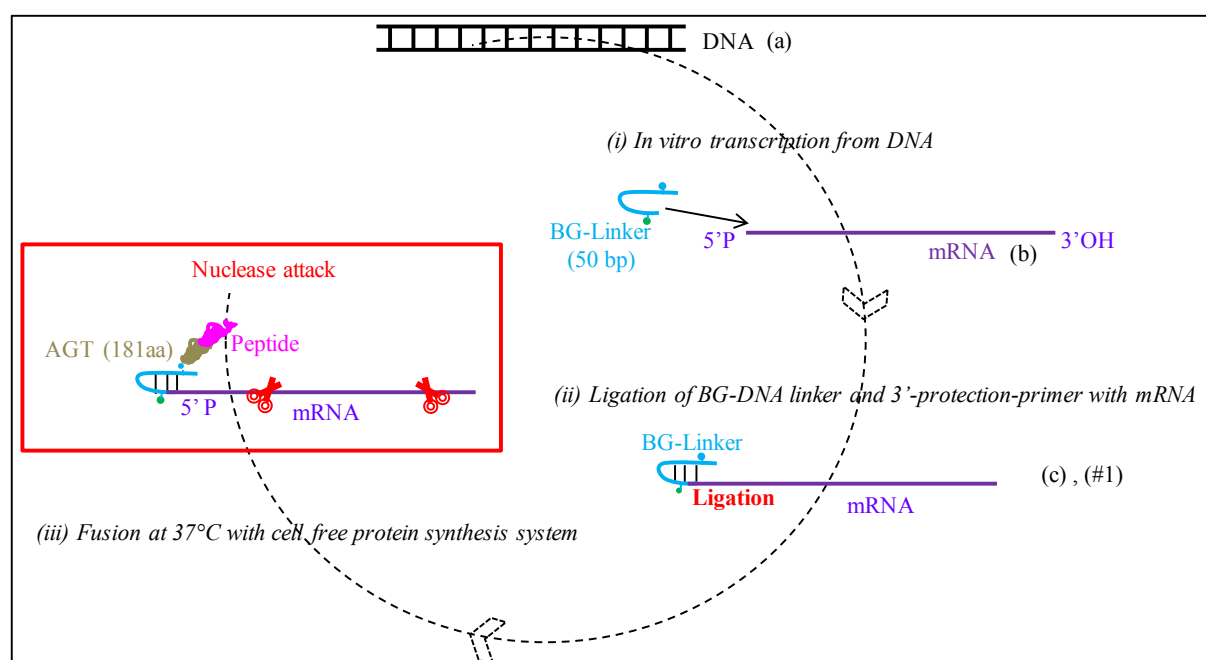 DNA (a)
(i) In vitro transcription from DNA
BG-Linker
(50 bp)
5'P
mRNA (b)
3'OH
Nuclease attack
AGT (181aa)
Peptide
5' P
mRNA
(ii) Ligation of BG-DNA linker and 3'-protection-primer with mRNA
BG-Linker
Ligation
mRNA
(c) , (#1)
(iii) Fusion at 37°C with cell free protein synthesis system